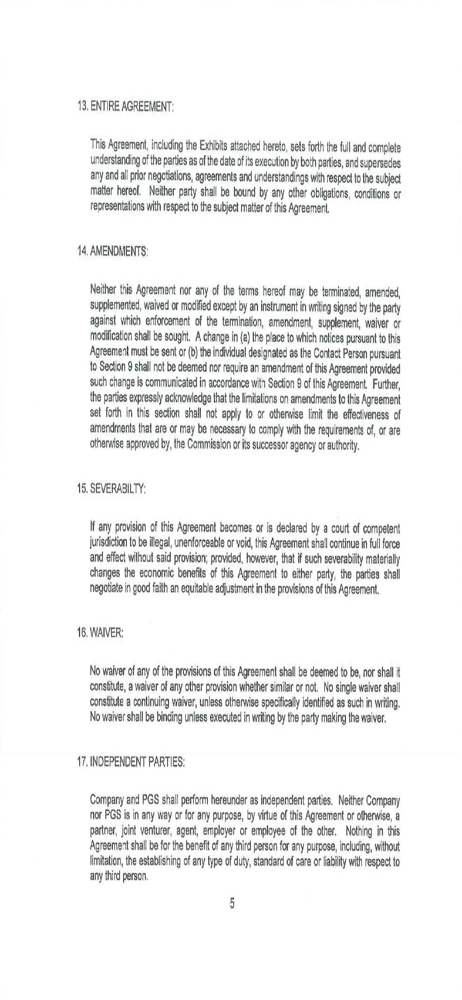 13. ENTIRE AGREEMENT:
This Agreement, including the Exhibits attached hereto, sets forth the full and complete
understanding of the parties as of the date of its execution by both parties, and supersedes
any and all prior negotiations, agreements and understandings with respect to the subject
matter hereof. Neither party shall be bound by any other obligations, conditions or
representations with respect to the subject matter of this Agreement.
14. AMENDMENTS:
Neither this Agreement nor any of the terms hereof may be terminated, amended,
supplemented, waived or modified except by an instrument in writing signed by the party
against which enforcement of the termination, amendment, supplement, waiver or
modification shall be sought. A change in (a) the place to which notices pursuant to this
Agreement must be sent or (b) the individual designated as the Contact Person pursuant
to Section 9 shall not be deemed nor require an amendment of this Agreement provided
such change is communicated in accordance with Section 9 of this Agreement. Further,
the parties expressly acknowledge that the limitations on amendments to this Agreement
set forth in this section shall not apply to or otherwise limit the effectiveness of
amendments that are or may be necessary to comply with the requirements of, or are
otherwise approved by, the Commission or its successor agency or authority.
15. SEVERABILTY:
If any provision of this Agreement becomes or is declared by a court of competent
jurisdiction to be illegal, unenforceable or void, this Agreement shall continue in full force
and effect without said provision; provided, however, that if such severability materially
changes the economic benefits of this Agreement to either party, the parties shall
negotiate in good faith an equitable adjustment in the provisions of this Agreement.
16. WAIVER:
No waiver of any of the provisions of this Agreement shall be deemed to be, nor shall it
constitute, a waiver of any other provision whether similar or not. No single waiver shall
constitute a continuing waiver, unless otherwise specifically identified as such in writing.
No waiver shall be binding unless executed in writing by the party making the waiver.
17. INDEPENDENT PARTIES:
Company and PGS shall perform hereunder as independent parties. Neither Company
nor PGS is in any way or for any purpose, by virtue of this Agreement or otherwise, a
partner, joint venturer, agent, employer or employee of the other. Nothing in this
Agreement shall be for the benefit of any third person for any purpose, including, without
limitation, the establishing of any type of duty, standard of care or liability with respect to
any third person.
5